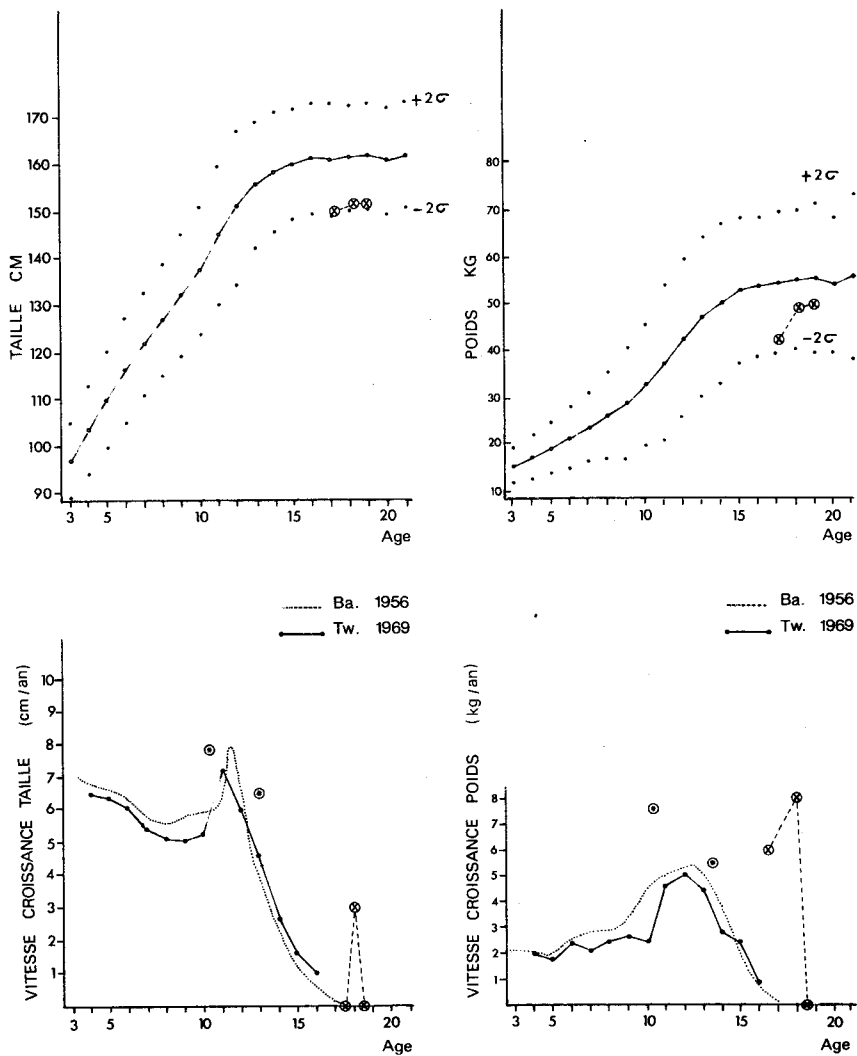 TAILLE CM
170
160
150
140
130
120
110
100
90
+2σ
-2σ
3 5 10 15 20
Age
POIDS KG
80
70
60
50
40
30
20
10
+2σ
-2σ
3 5 10 15 20
Age
Ba. 1956
Tw. 1969
VITESSE CROISSANCE TAILLE (cm/an)
10
9
8
7
6
5
4
3
2
1
3 5 10 15 20
Age
Ba. 1956
Tw. 1969
VITESSE CROISSANCE POIDS (kg/an)
8
7
6
5
4
3
2
1
3 5 10 15 20
Age